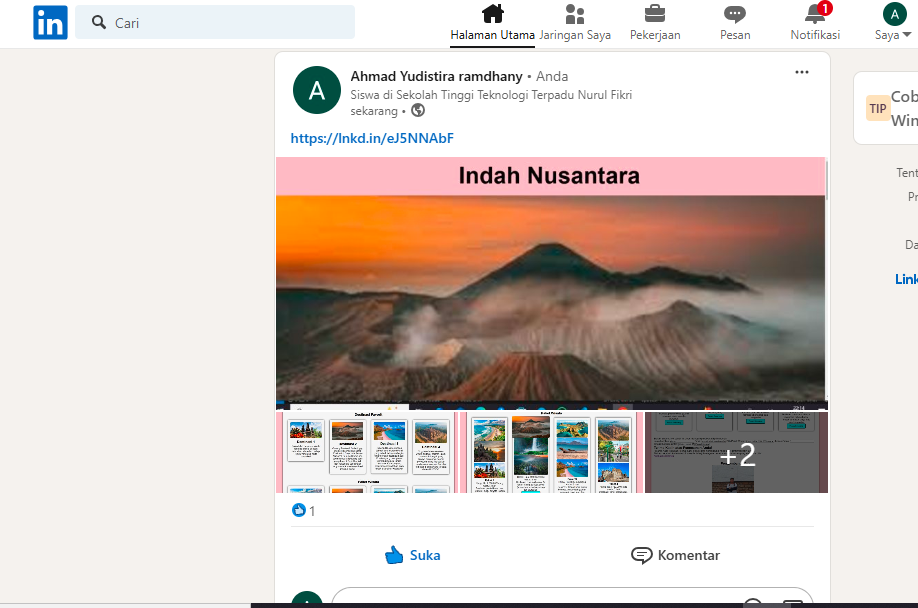 in
Cari
Halaman Utama
Jaringan Saya
Pekerjaan
Pesan
1
Notifikasi
A
Saya
A
Ahmad Yudistira ramdhany • Anda
Siswa di Sekolah Tinggi Teknologi Terpadu Nurul Fikri
sekarang •
https://lnkd.in/eJ5NNAbF
Indah Nusantara
+2
1
Suka
Komentar
TIP
Cob
Win
Tent
Pr
Da
Link